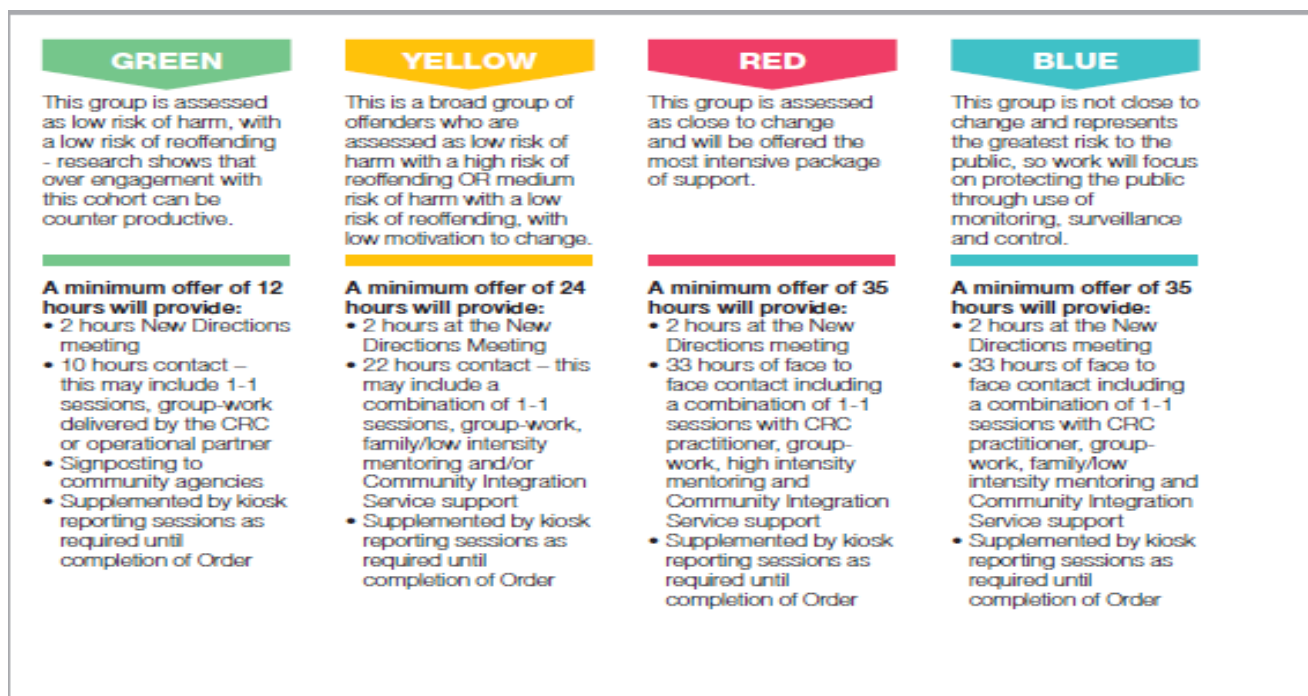 GREEN
This group is assessed
as low risk of harm, with
a low risk of reoffending
- research shows that
over engagement with
this cohort can be
counter productive.
A minimum offer of 12
hours will provide:
• 2 hours New Directions
meeting
• 10 hours contact –
this may include 1-1
sessions, group-work
delivered by the CRC
or operational partner
• Signposting to
community agencies
• Supplemented by kiosk
reporting sessions as
required until
completion of Order
YELLOW
This is a broad group of
offenders who are
assessed as low risk of
harm with a high risk of
reoffending OR medium
risk of harm with a low
risk of reoffending, with
low motivation to change.
A minimum offer of 24
hours will provide:
• 2 hours at the New
Directions Meeting
• 22 hours contact – this
may include a
combination of 1-1
sessions, group-work,
family/low intensity
mentoring and/or
Community Integration
Service support
• Supplemented by kiosk
reporting sessions as
required until
completion of Order
RED
This group is assessed
as close to change
and will be offered the
most intensive package
of support.
A minimum offer of 35
hours will provide:
• 2 hours at the New
Directions meeting
• 33 hours of face to
face contact including
a combination of 1-1
sessions with CRC
practitioner, group-
work, high intensity
mentoring and
Community Integration
Service support
• Supplemented by kiosk
reporting sessions as
required until
completion of Order
BLUE
This group is not close to
change and represents
the greatest risk to the
public, so work will focus
on protecting the public
through use of
monitoring, surveillance
and control.
A minimum offer of 35
hours will provide:
• 2 hours at the New
Directions meeting
• 33 hours of face to
face contact including
a combination of 1-1
sessions with CRC
practitioner, group-
work, family/low
intensity mentoring and
Community Integration
Service support
• Supplemented by kiosk
reporting sessions as
required until
completion of Order